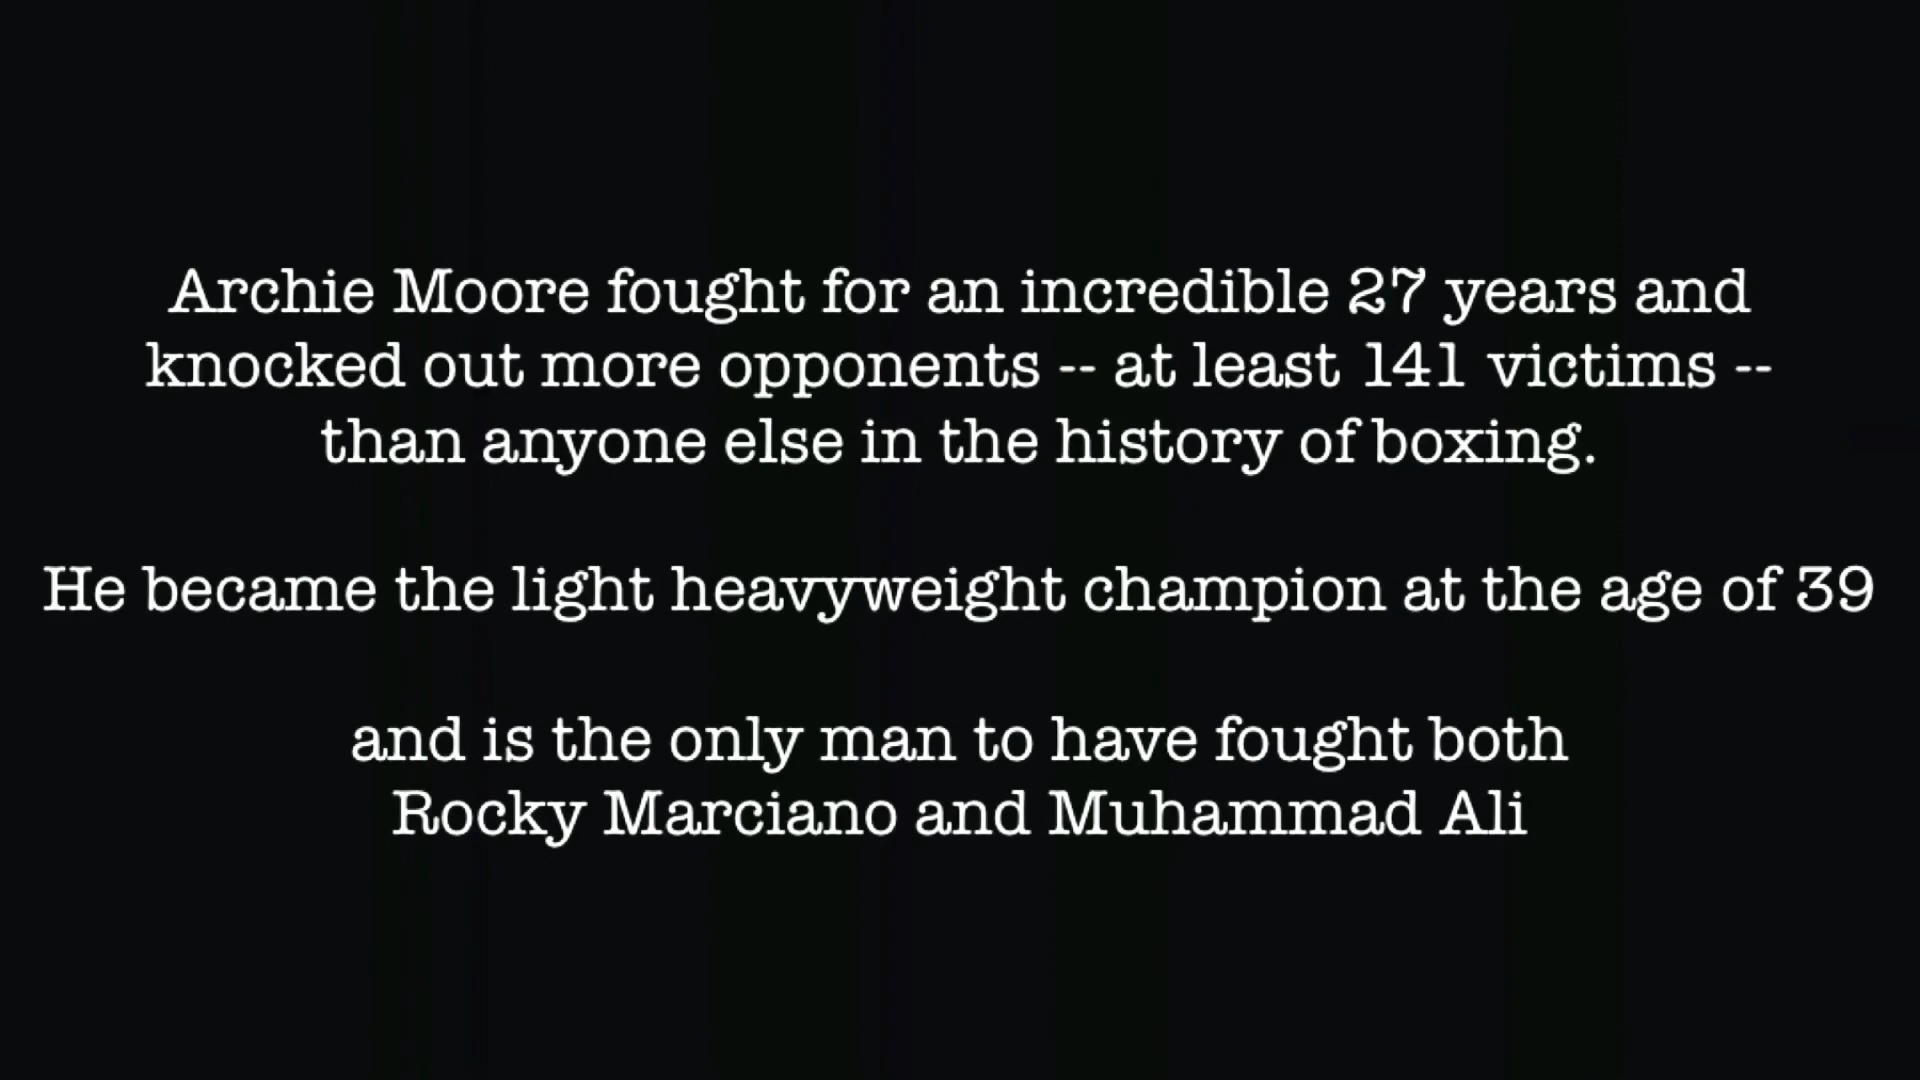 Archie Moore fought for an incredible 27 years and
knocked out more opponents -- at least 141 victims --
than anyone else in the history of boxing.
He became the light heavyweight champion at the age of 39
and is the only man to have fought both
Rocky Marciano and Muhammad Ali